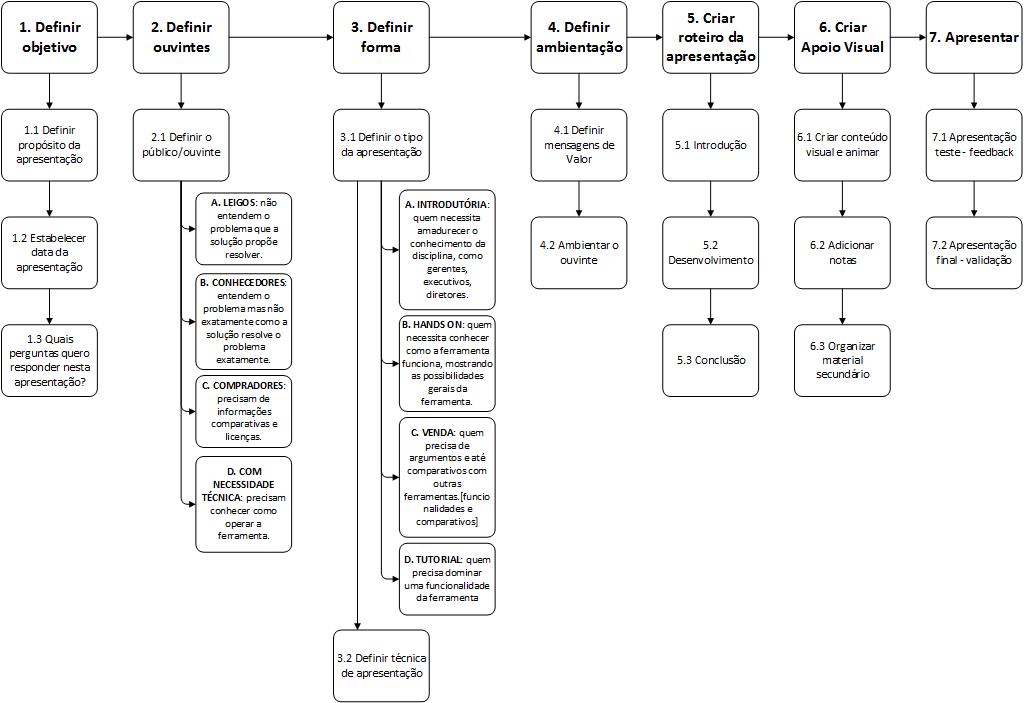 1. Definir
objetivo
2. Definir
ouvintes
3. Definir
forma
4. Definir
ambientação
5. Criar
roteiro da
apresentação
6. Criar
Apoio Visual
7. Apresentar
1.1 Definir
propósito da
apresentação
1.2 Estabelecer
data da
apresentação
1.3 Quais
perguntas quero
responder nesta
apresentação?
2.1 Definir o
público/ouvinte
A. LEIGOS: não
entendem o
problema que a
solução propõe
resolver.
B. CONHECEDORES:
entendem o
problema mas não
exatamente como a
solução resolve o
problema
exatamente.
C. COMPRADORES:
precisam de
informações
comparativas e
licenças.
D. COM
NECESSIDADE
TÉCNICA: precisam
conhecer como
operar a
ferramenta.
3.1 Definir o tipo
da apresentação
A. INTRODUTÓRIA:
quem necessita
amadurecer o
conhecimento da
disciplina, como
gerentes,
executivos,
diretores.
B. HANDS ON: quem
necessita conhecer
como a ferramenta
funciona, mostrando
as possibilidades
gerais da
ferramenta.
C. VENDA: quem
precisa de
argumentos e até
comparativos com
outras
ferramentas.[funcio
nalidades e
comparativos]
D. TUTORIAL: quem
precisa dominar
uma funcionalidade
da ferramenta
3.2 Definir técnica
de apresentação
4.1 Definir
mensagens de
Valor
4.2 Ambientar o
ouvinte
5.1 Introdução
5.2
Desenvolvimento
5.3 Conclusão
6.1 Criar conteúdo
visual e animar
6.2 Adicionar
notas
6.3 Organizar
material
secundário
7.1 Apresentação
teste - feedback
7.2 Apresentação
final - validação